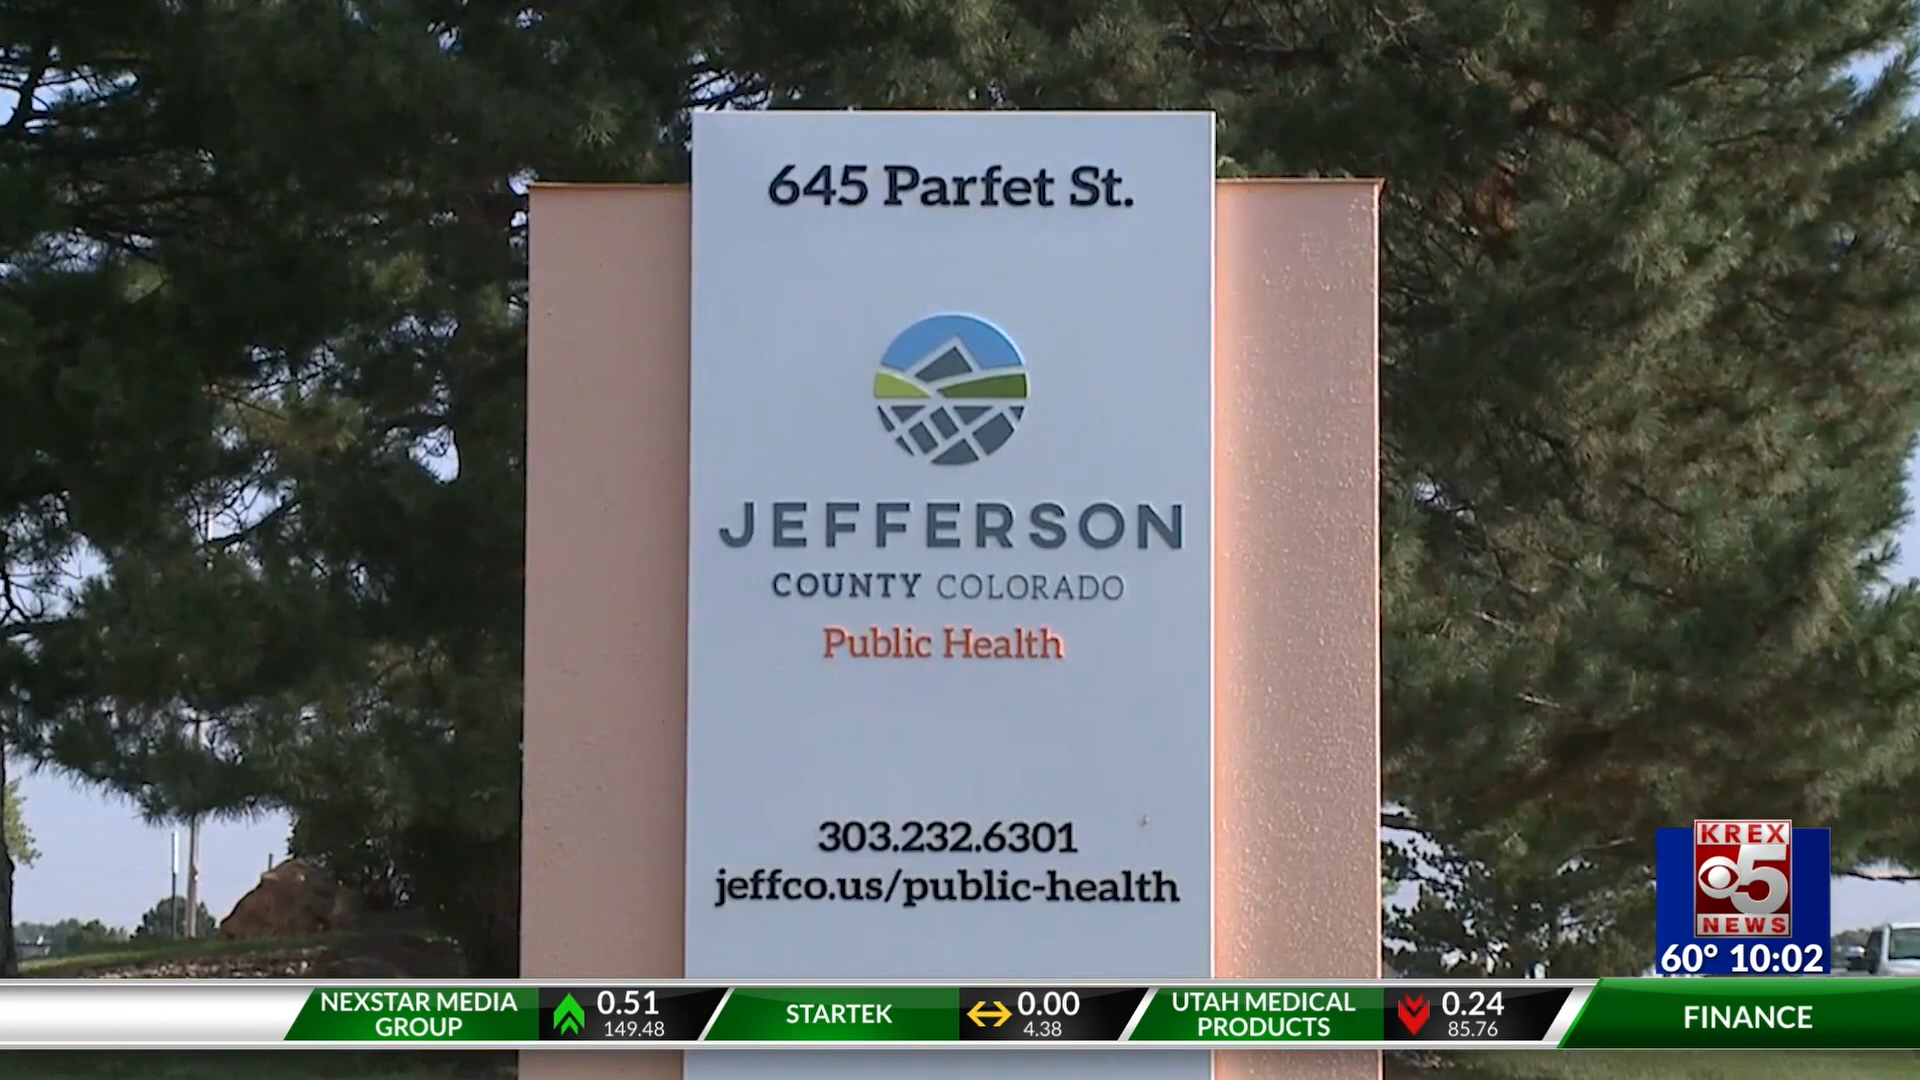 645 Parfet St.
JEFFERSON
COUNTY COLORADO
Public Health
303.232.6301
jeffco.us/public-health
KREX
5
NEWS
60° 10:02
NEXSTAR MEDIA
GROUP
0.51
149.48
STARTEK
0.00
4.38
UTAH MEDICAL
PRODUCTS
0.24
85.76
FINANCE